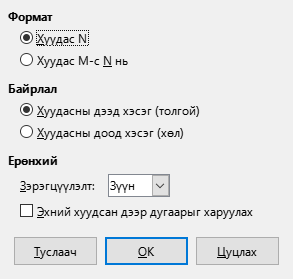 Формат
Хуудас N
Хуудас M-с N нь
Байрлал
Хуудасны дээд хэсэг (толгой)
Хуудасны доод хэсэг (хөл)
Ерөнхий
Зэрэгцүүлэлт: Зүүн
Эхний хуудсан дээр дугаарыг харуулах
Туслаач OK Цуцлах